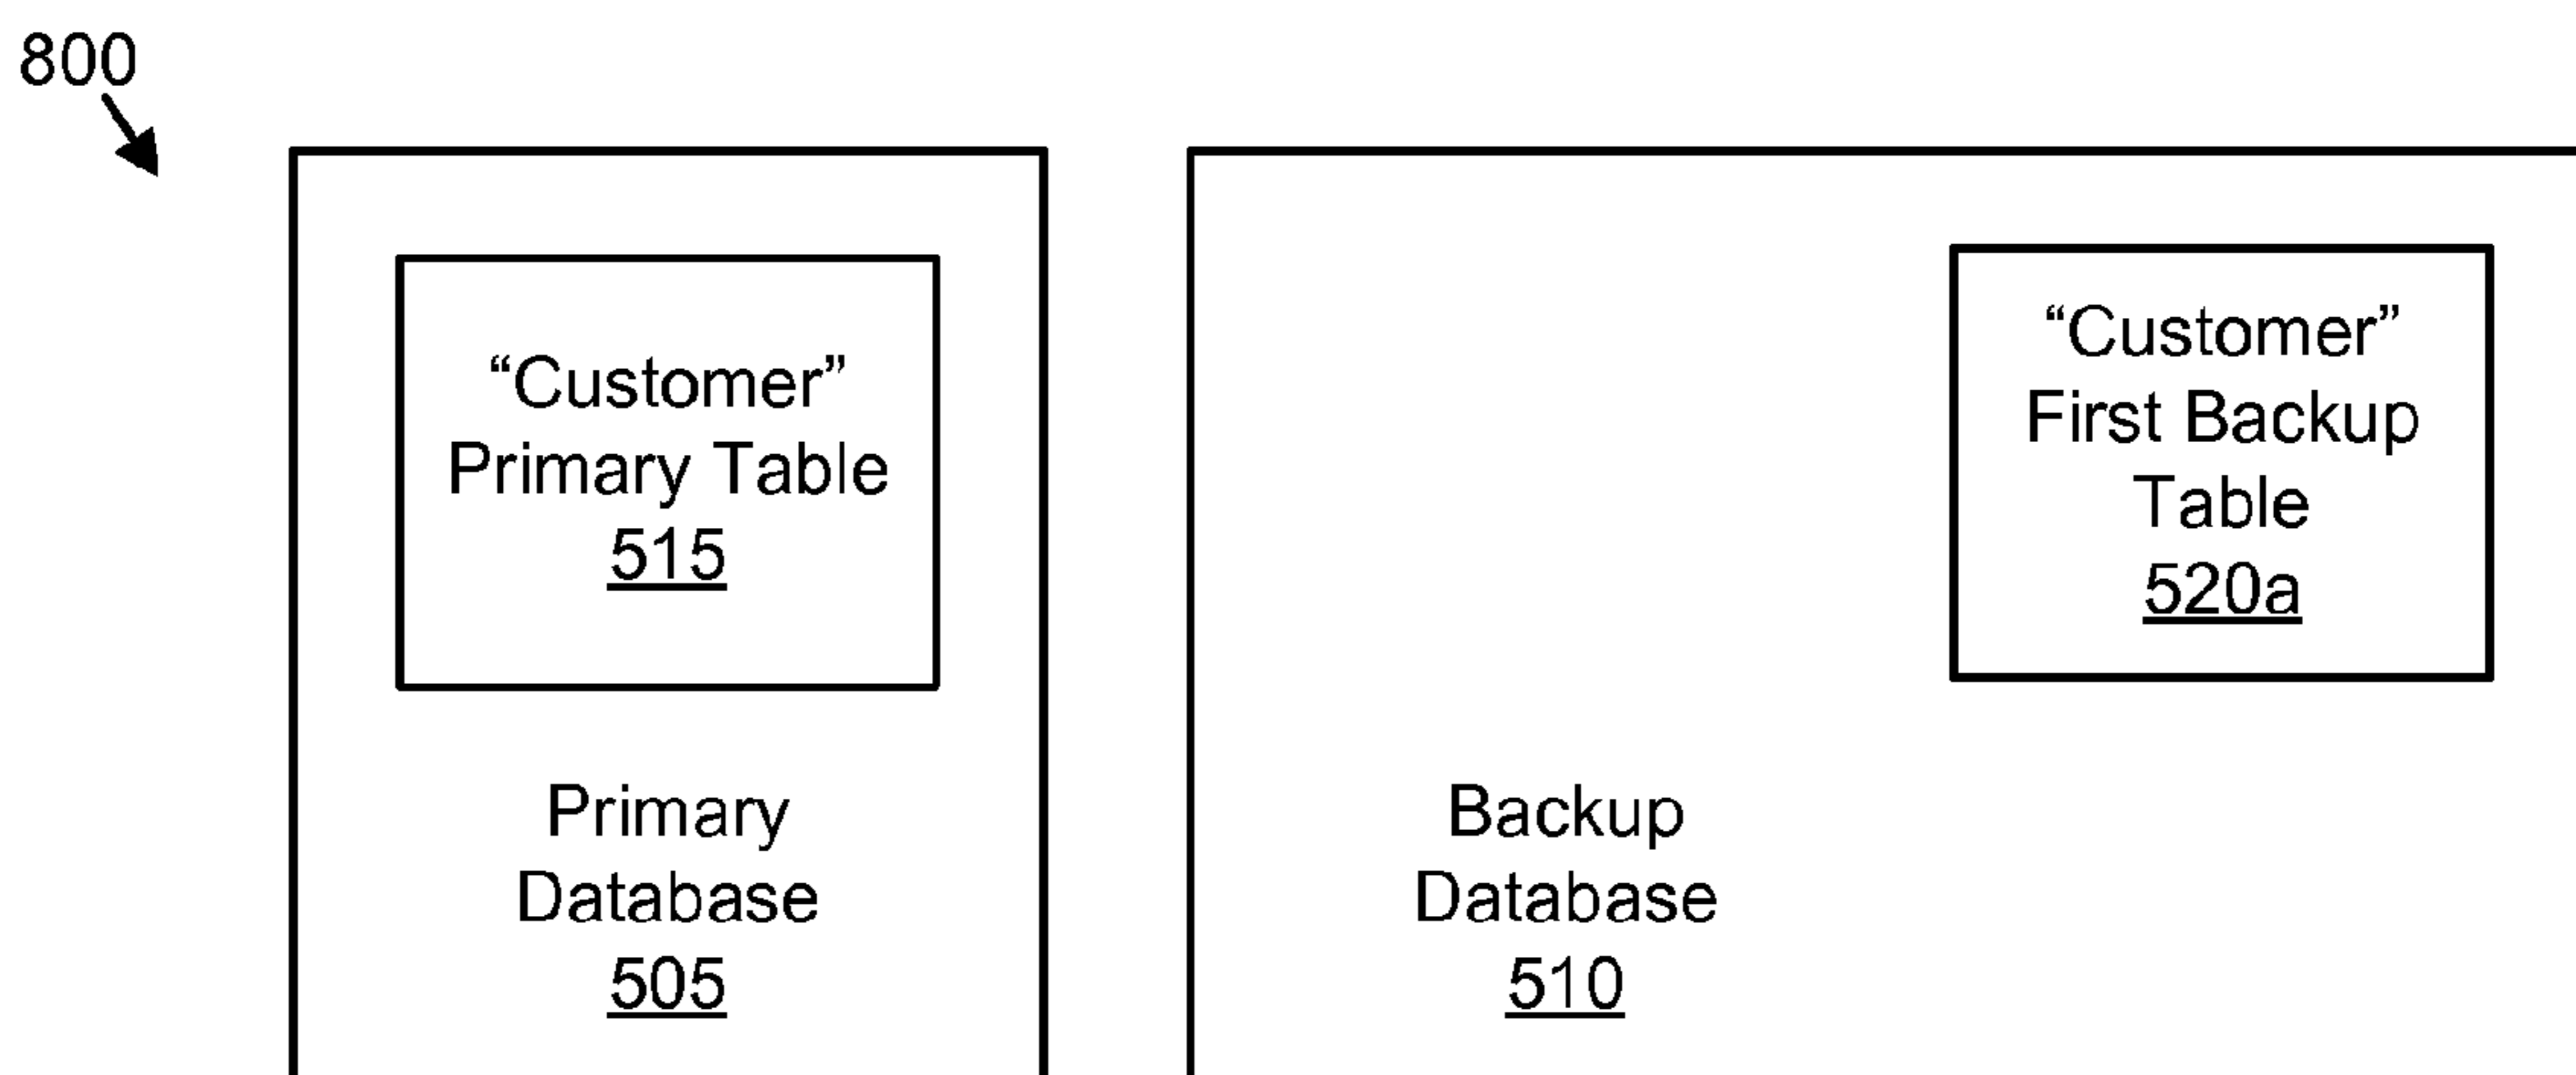 800
“Customer”
Primary Table
515
Primary
Database
505
“Customer”
First Backup
Table
520a
Backup
Database
510